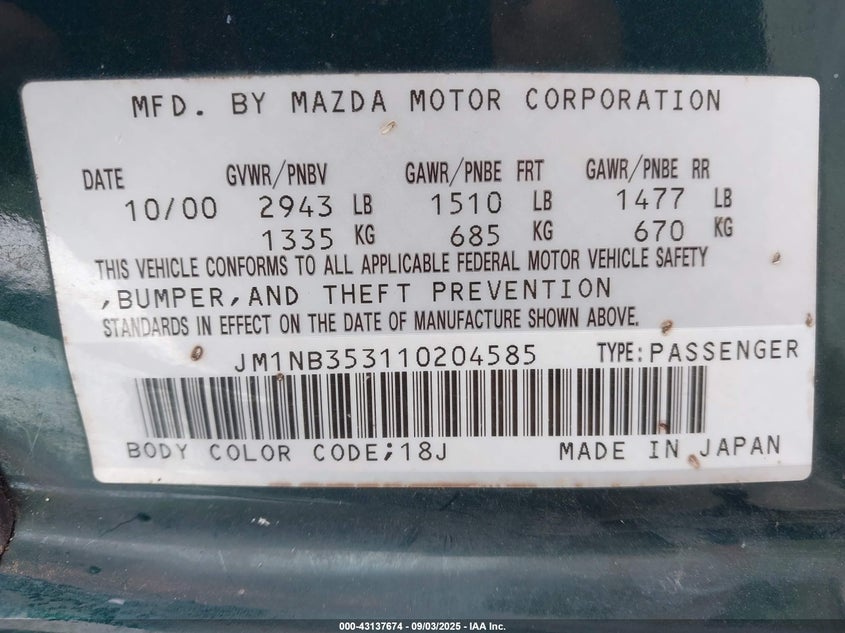 MFD. BY MAZDA MOTOR CORPORATION
DATE GVWR/PNBV GAWR/PNBE FRT GAWR/PNBE RR
10/00 2943 LB 1510 LB 1477 LB
1335 KG 685 KG 670 KG
THIS VEHICLE CONFORMS TO ALL APPLICABLE FEDERAL MOTOR VEHICLE SAFETY
,BUMPER,AND THEFT PREVENTION
STANDARDS IN EFFECT ON THE DATE OF MANUFACTURE SHOWN ABOVE.
JM1NB353110204585 TYPE:PASSENGER
BODY COLOR CODE;18J MADE IN JAPAN
000-43137674 | 09/03/2025 - IAA Inc.